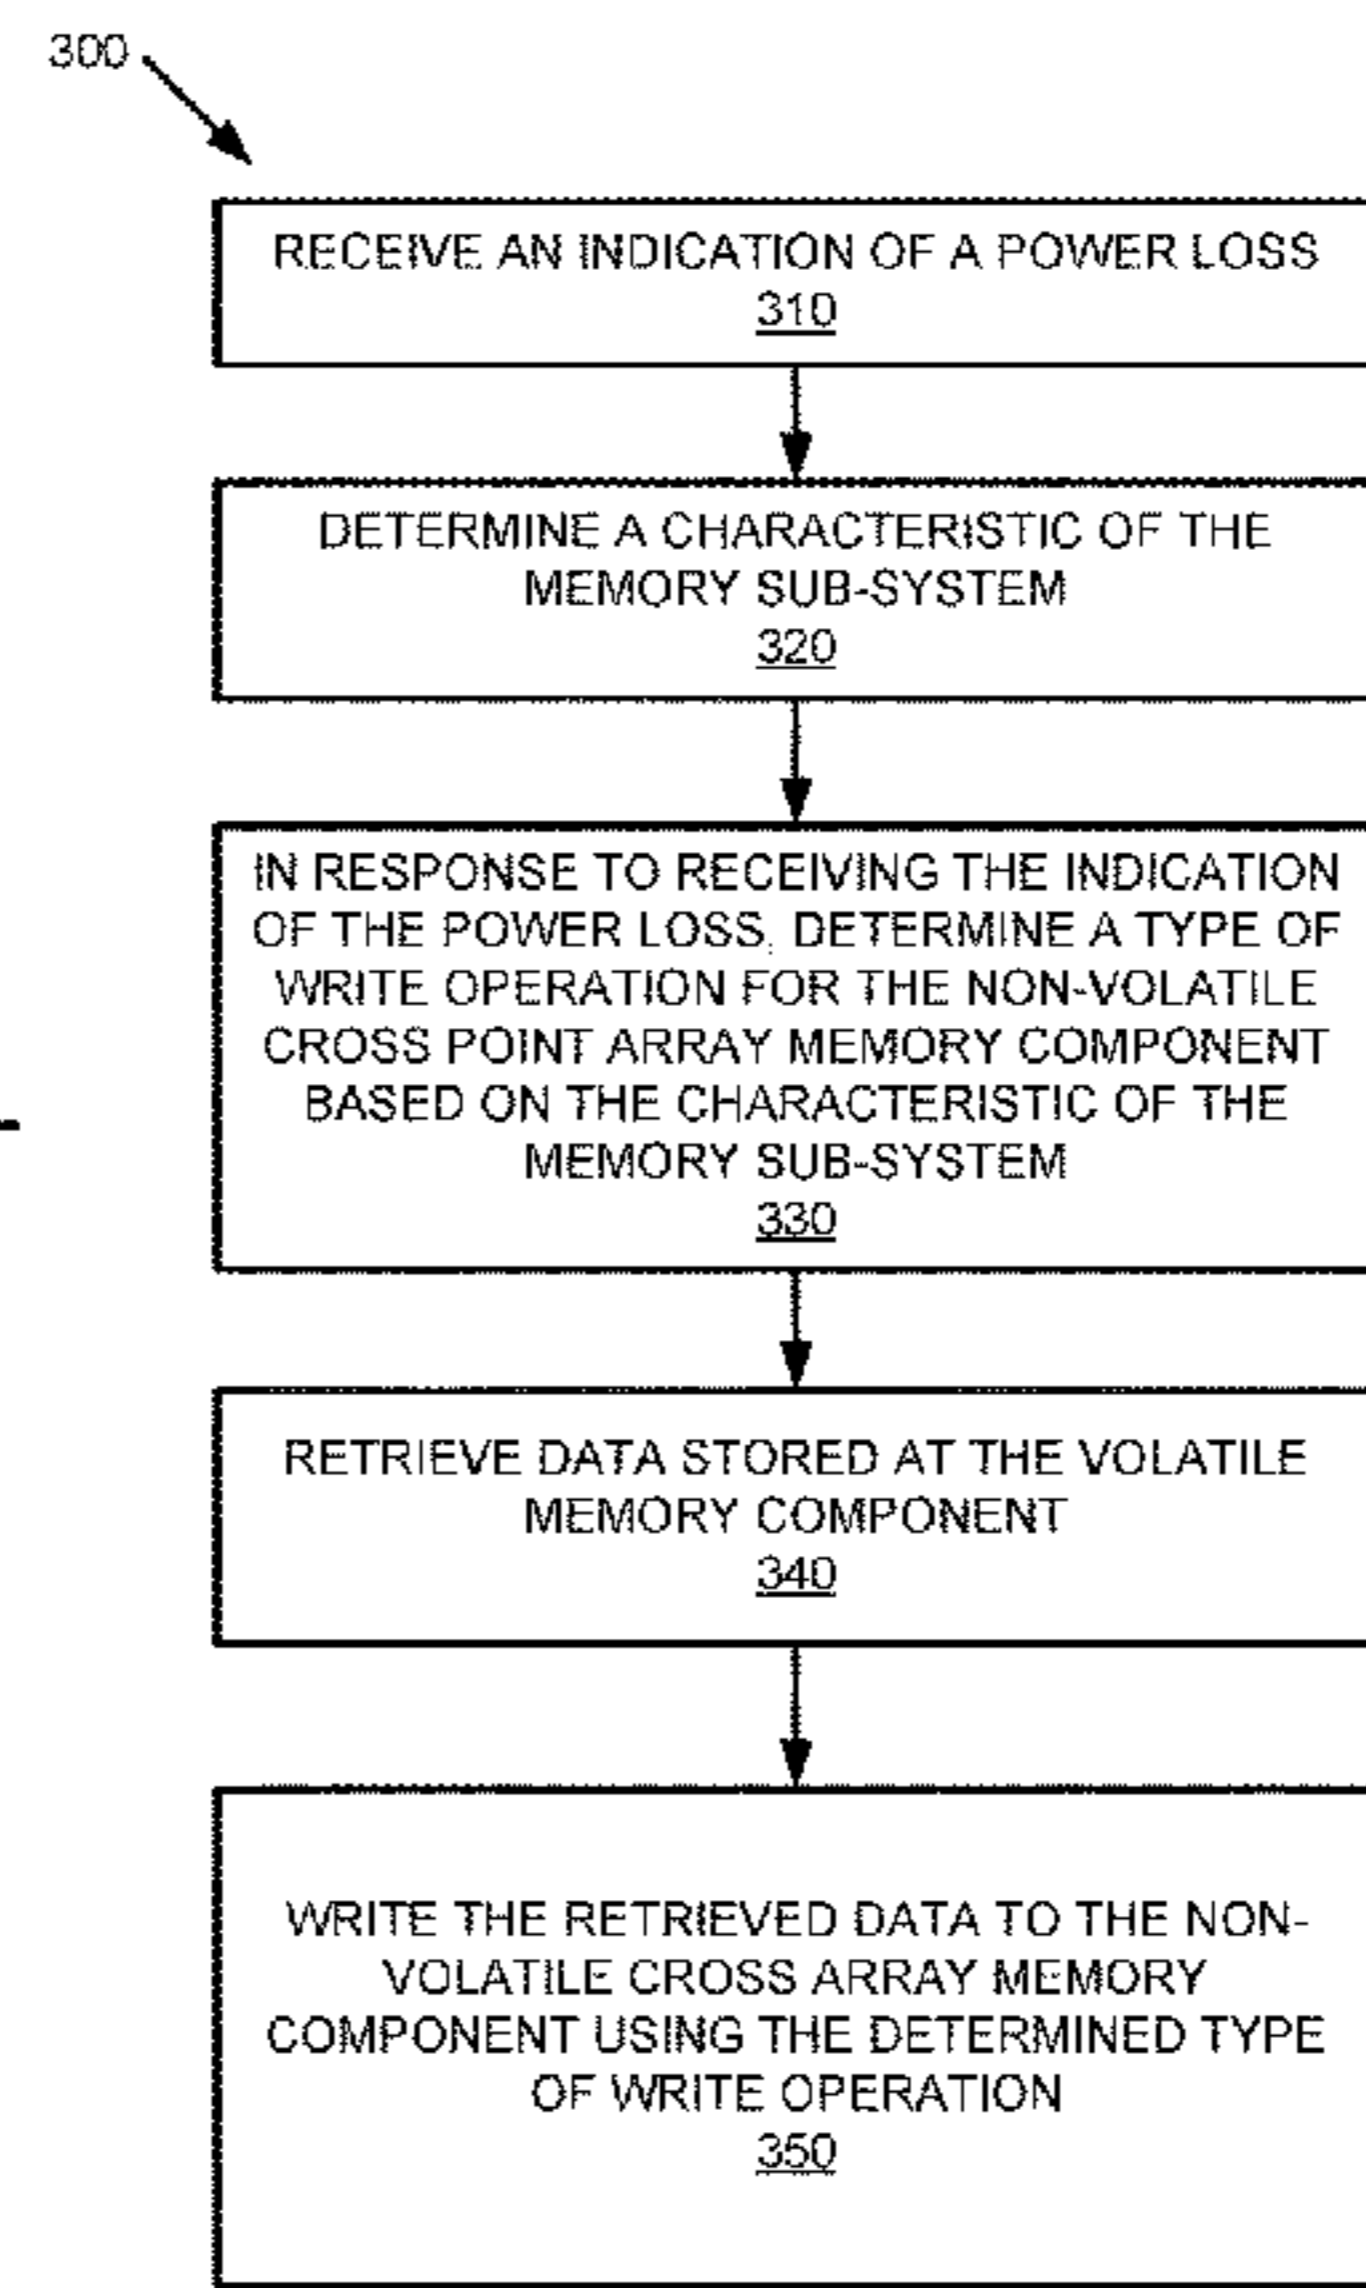 300
RECEIVE AN INDICATION OF A POWER LOSS
310
DETERMINE A CHARACTERISTIC OF THE
MEMORY SUB-SYSTEM
320
IN RESPONSE TO RECEIVING THE INDICATION
OF THE POWER LOSS, DETERMINE A TYPE OF
WRITE OPERATION FOR THE NON-VOLATILE
CROSS POINT ARRAY MEMORY COMPONENT
BASED ON THE CHARACTERISTIC OF THE
MEMORY SUB-SYSTEM
330
RETRIEVE DATA STORED AT THE VOLATILE
MEMORY COMPONENT
340
WRITE THE RETRIEVED DATA TO THE NON-
VOLATILE CROSS ARRAY MEMORY
COMPONENT USING THE DETERMINED TYPE
OF WRITE OPERATION
350